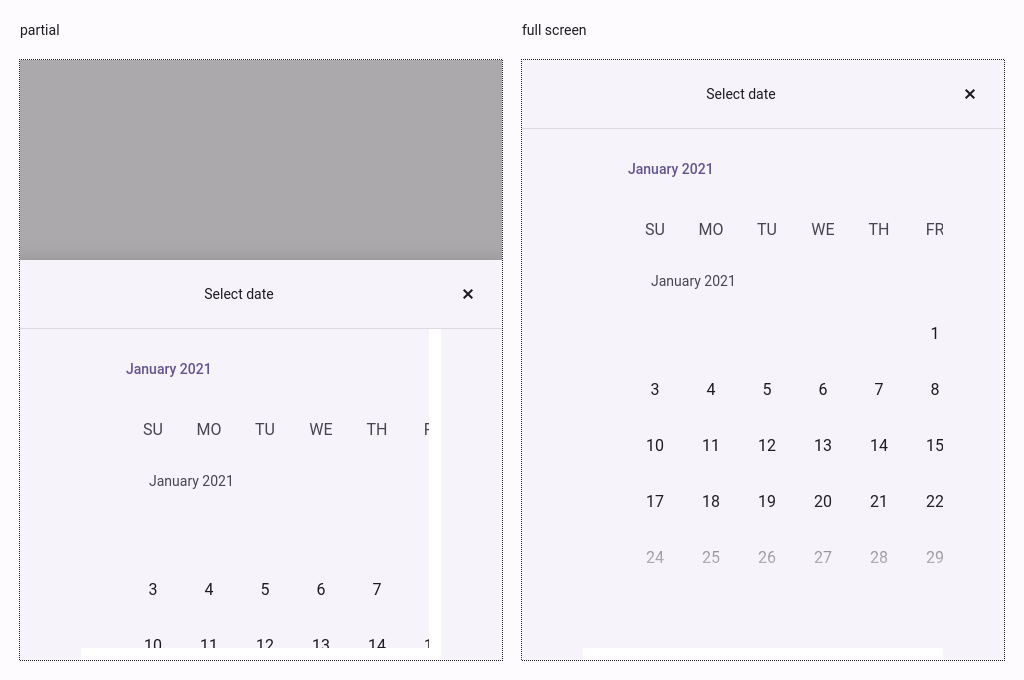 partial
Select date ×
January 2021
SU MO TU WE TH
January 2021
3 4 5 6 7
10 11 12 13 14
full screen
Select date ×
January 2021
SU MO TU WE TH FR
January 2021
1
3 4 5 6 7 8
10 11 12 13 14 15
17 18 19 20 21 22
24 25 26 27 28 29